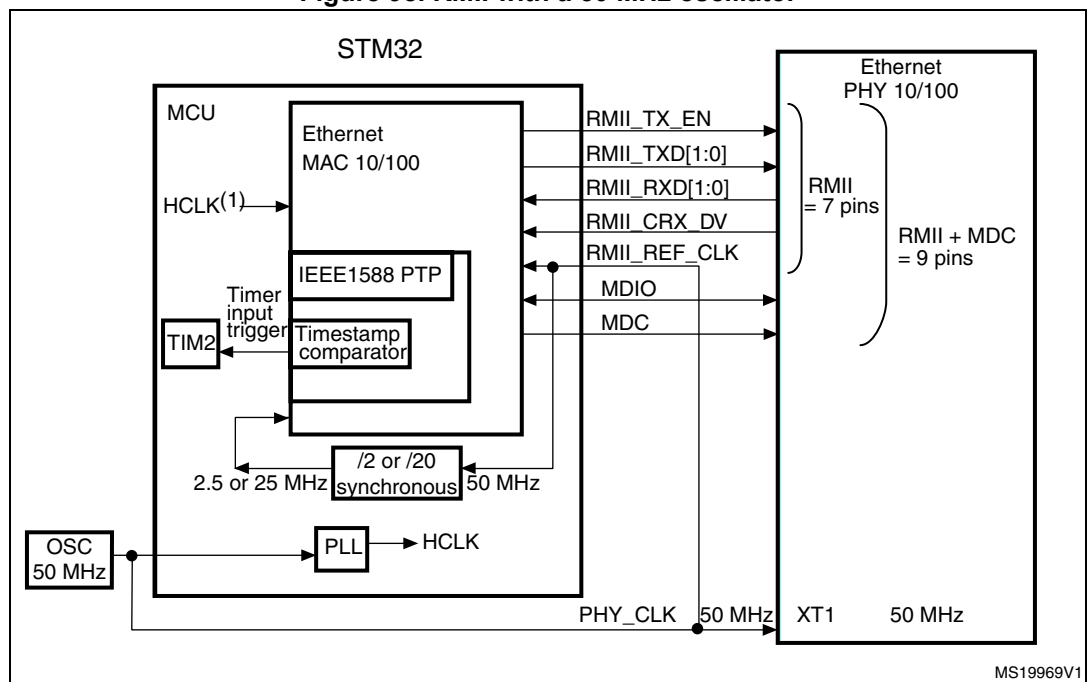 RMII with a 50 MHz oscillator
STM32
MCU
Ethernet
MAC 10/100
HCLK(1)
IEEE1588 PTP
Timer
input
trigger
TIM2
Timestamp
comparator
/2 or /20
synchronous
2.5 or 25 MHz
50 MHz
OSC
50 MHz
PLL
HCLK
RMII_TX_EN
RMII_TXD[1:0]
RMII_RXD[1:0]
RMII_CRX_DV
RMII_REF_CLK
MDIO
MDC
Ethernet
PHY 10/100
RMII
= 7 pins
RMII + MDC
= 9 pins
PHY_CLK 50 MHz
XT1 50 MHz
MS19969V1